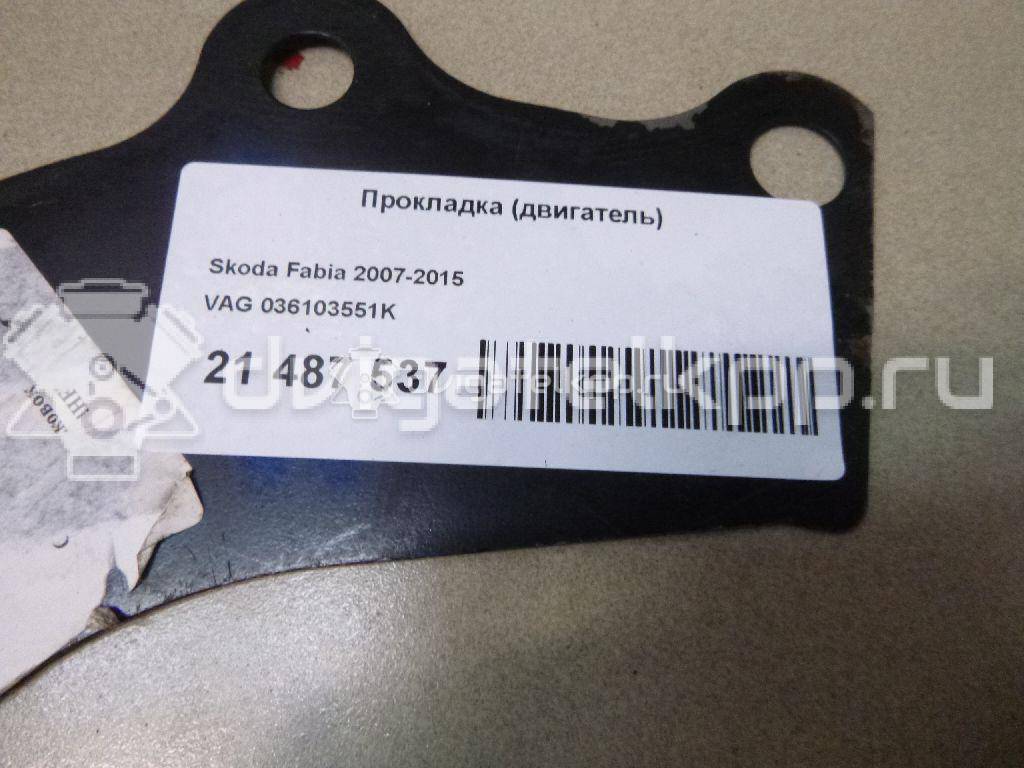 Прокладка (двигатель)
Skoda Fabia 2007-2015
VAG 036103551K
21 487 537
dvigatelkpp.ru